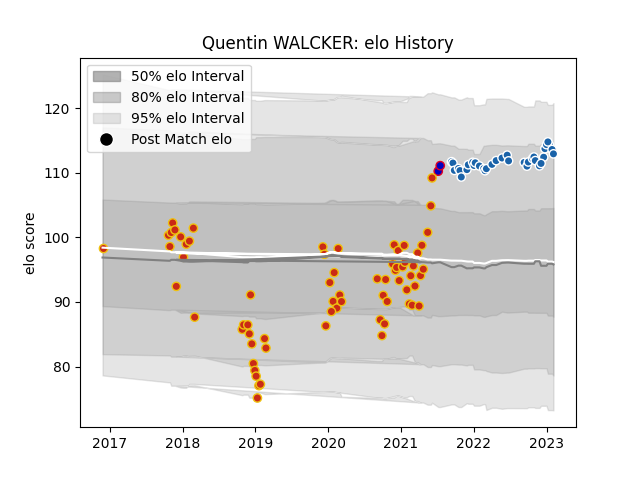 Quentin WALCKER: elo History
50% elo Interval
80% elo Interval
95% elo Interval
Post Match elo
elo score
120
110
100
90
80
2017 2018 2019 2020 2021 2022 2023